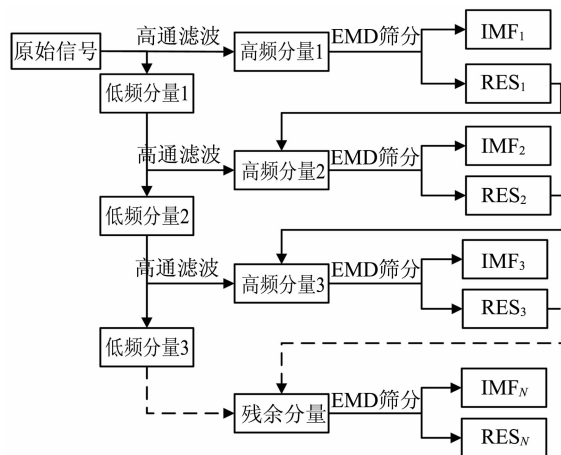 原始信号
高通滤波
高频分量1
EMD筛分
IMF1
RES1
低频分量1
高通滤波
高频分量2
EMD筛分
IMF2
RES2
低频分量2
高通滤波
高频分量3
EMD筛分
IMF3
RES3
低频分量3
残余分量
EMD筛分
IMFN
RESN